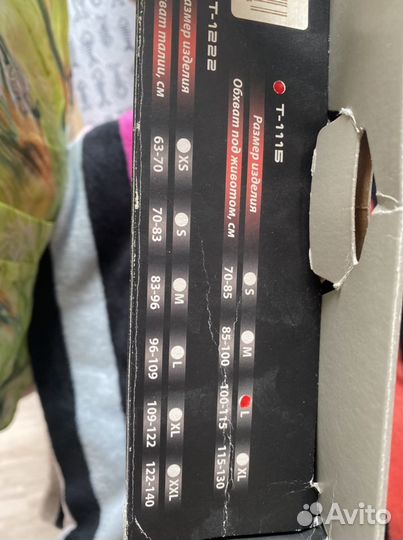 T-1115
Размер изделия S M L XL
Обхват под животом, см 70-85 85-100 100-115 115-130
T-1222
Размер изделия XS S M L XL XXL
хват талии, см 63-70 70-83 83-96 96-109 109-122 122-140
Avito